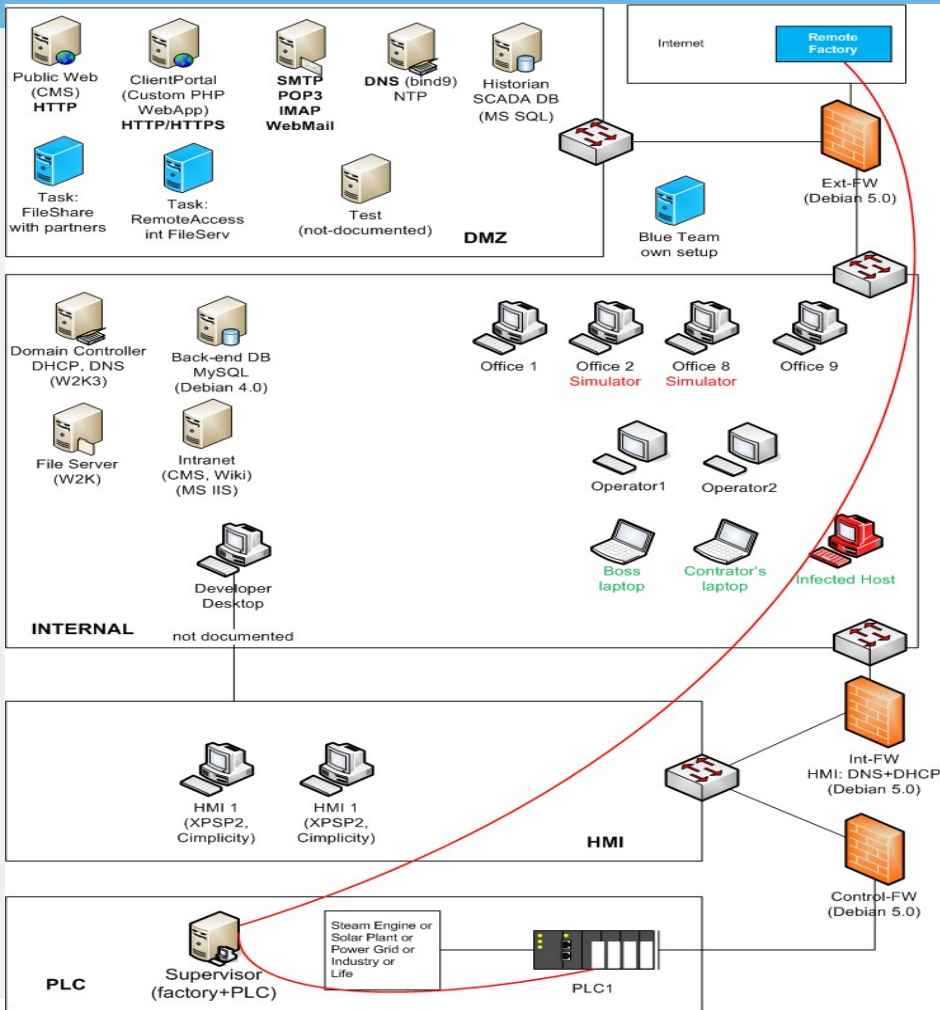 Internet
Remote
Factory
Public Web
(CMS)
HTTP
ClientPortal
(Custom PHP
WebApp)
HTTP/HTTPS
SMTP
POP3
IMAP
WebMail
DNS (bind9)
NTP
Historian
SCADA DB
(MS SQL)
Ext-FW
(Debian 5.0)
Task:
FileShare
with partners
Task:
RemoteAccess
int FileServ
Test
(not-documented)
DMZ
Blue Team
own setup
Domain Controller
DHCP, DNS
(W2K3)
Back-end DB
MySQL
(Debian 4.0)
Office 1
Office 2
Simulator
Office 8
Simulator
Office 9
File Server
(W2K)
Intranet
(CMS, Wiki)
(MS IIS)
Operator1
Operator2
Developer
Desktop
Boss
laptop
Contrator's
laptop
Infected Host
INTERNAL
not documented
Int-FW
HMI: DNS+DHCP
(Debian 5.0)
HMI 1
(XPSP2,
Cimplicity)
HMI 1
(XPSP2,
Cimplicity)
HMI
Control-FW
(Debian 5.0)
Steam Engine or
Solar Plant or
Power Grid or
Industry or
Life
Supervisor
(factory+PLC)
PLC1
PLC